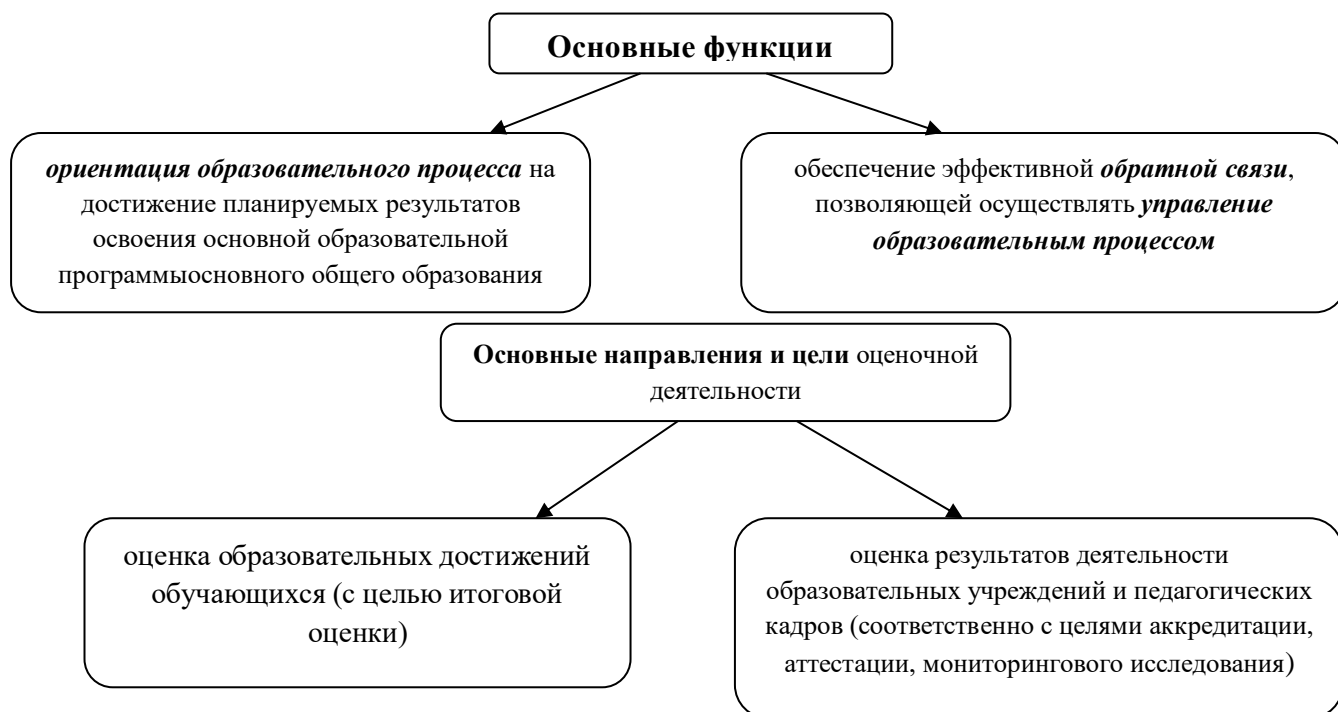 Основные функции
ориентация образовательного процесса на
достижение планируемых результатов
освоения основной образовательной
программыосновного общего образования
обеспечение эффективной обратной связи,
позволяющей осуществлять управление
образовательным процессом
Основные направления и цели оценочной
деятельности
оценка образовательных достижений
обучающихся (с целью итоговой
оценки)
оценка результатов деятельности
образовательных учреждений и педагогических
кадров (соответственно с целями аккредитации,
аттестации, мониторингового исследования)